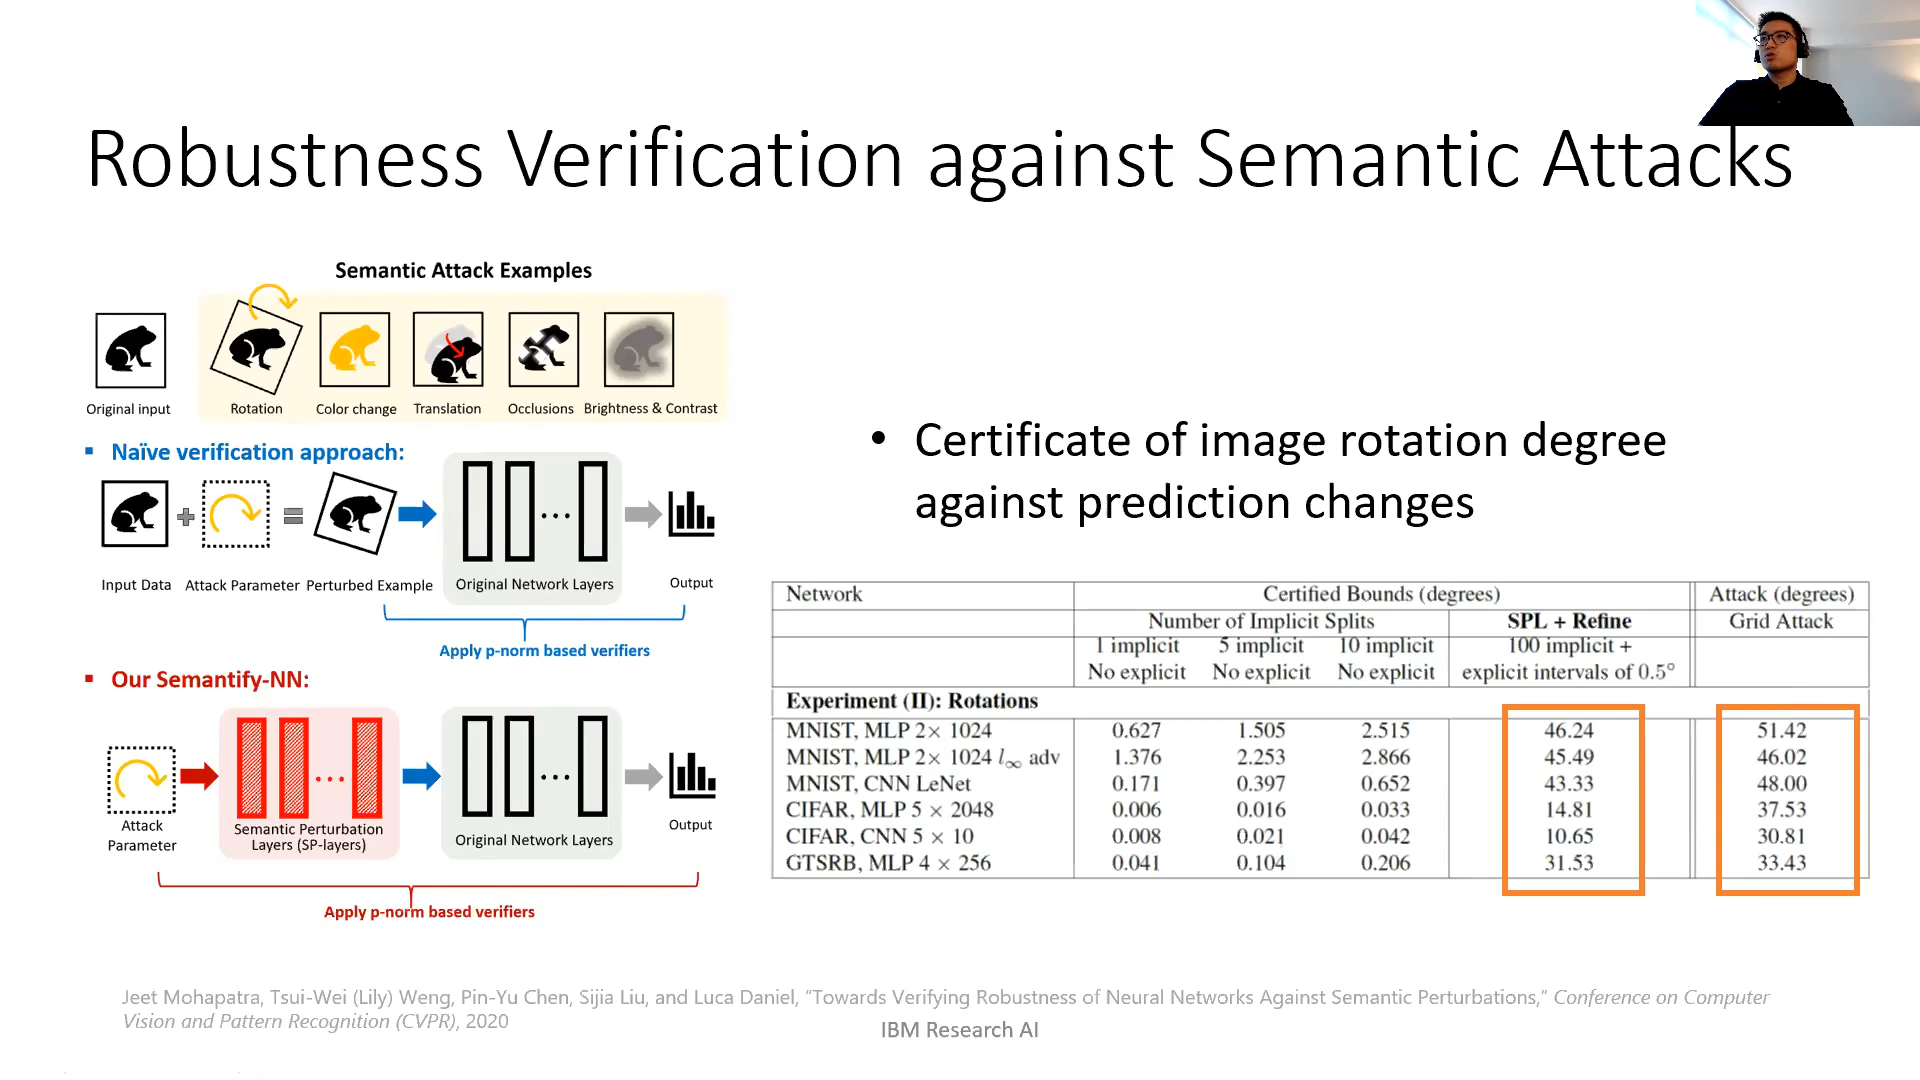 Robustness Verification against Semantic Attacks
Semantic Attack Examples
Original input
Rotation
Color change
Translation
Occlusions
Brightness & Contrast
▪ Naïve verification approach:
Input Data
Attack Parameter
Perturbed Example
Original Network Layers
Output
Apply p-norm based verifiers
▪ Our Semantify-NN:
Attack
Parameter
Semantic Perturbation
Layers (SP-layers)
Original Network Layers
Output
Apply p-norm based verifiers
• Certificate of image rotation degree
against prediction changes
Network Certified Bounds (degrees) Attack (degrees)
Number of Implicit Splits SPL + Refine Grid Attack
1 implicit 5 implicit 10 implicit 100 implicit +
No explicit No explicit No explicit explicit intervals of 0.5°
Experiment (II): Rotations
MNIST, MLP 2× 1024 0.627 1.505 2.515 46.24 51.42
MNIST, MLP 2× 1024 l∞ adv 1.376 2.253 2.866 45.49 46.02
MNIST, CNN LeNet 0.171 0.397 0.652 43.33 48.00
CIFAR, MLP 5 × 2048 0.006 0.016 0.033 14.81 37.53
CIFAR, CNN 5 × 10 0.008 0.021 0.042 10.65 30.81
GTSRB, MLP 4 × 256 0.041 0.104 0.206 31.53 33.43
Jeet Mohapatra, Tsui-Wei (Lily) Weng, Pin-Yu Chen, Sijia Liu, and Luca Daniel, “Towards Verifying Robustness of Neural Networks Against Semantic Perturbations,” Conference on Computer
Vision and Pattern Recognition (CVPR), 2020
IBM Research AI